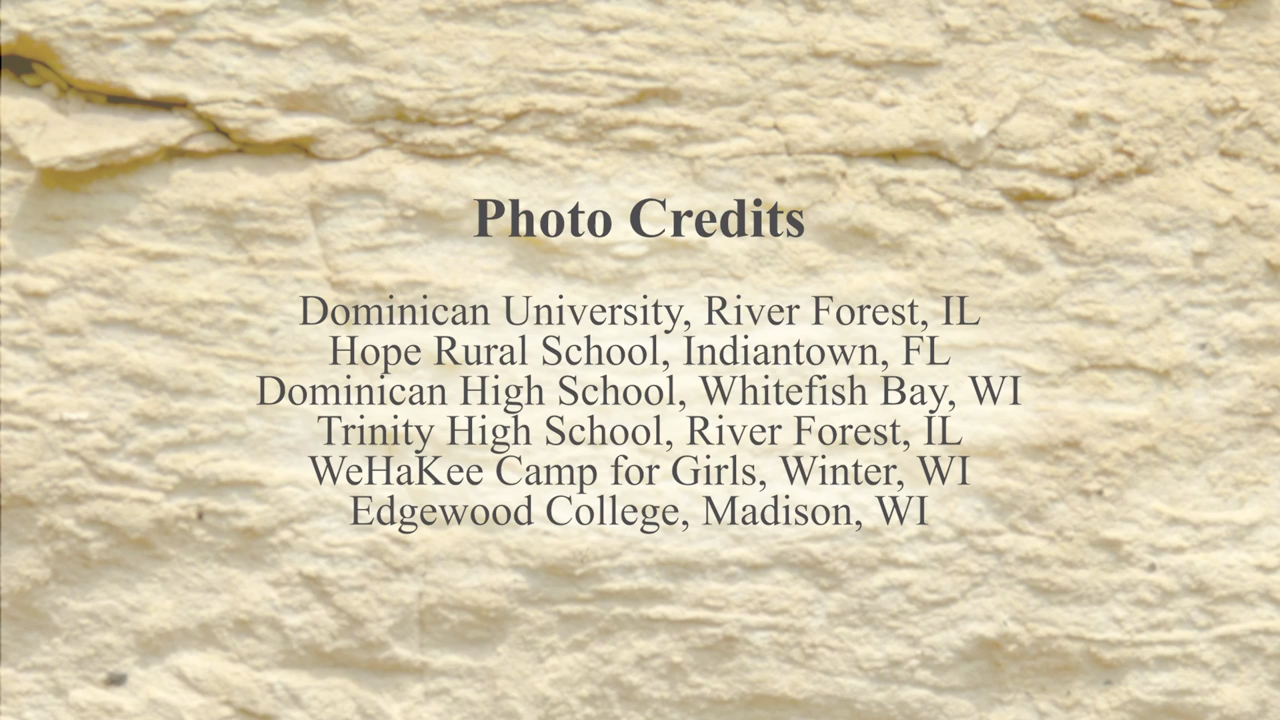 Photo Credits
Dominican University, River Forest, IL
Hope Rural School, Indiantown, FL
Dominican High School, Whitefish Bay, WI
Trinity High School, River Forest, IL
WeHaKee Camp for Girls, Winter, WI
Edgewood College, Madison, WI